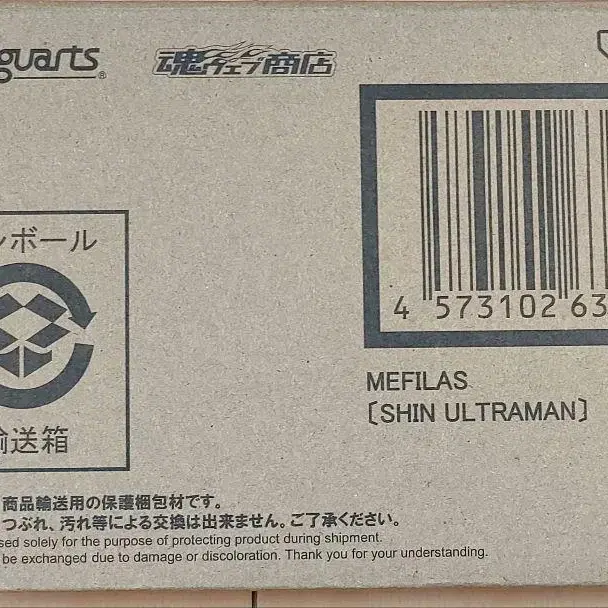 guarts®
魂ウェブ商店
ンボール
輸送箱
4 573102 63
MEFILAS
〔SHIN ULTRAMAN〕
商品輸送用の保護梱包材です。
つぶれ、汚れ等による交換は出来ません。ご了承ください。
sed solely for the purpose of protecting product during shipment.
be exchanged due to damage or discoloration. Thank you for your understanding.